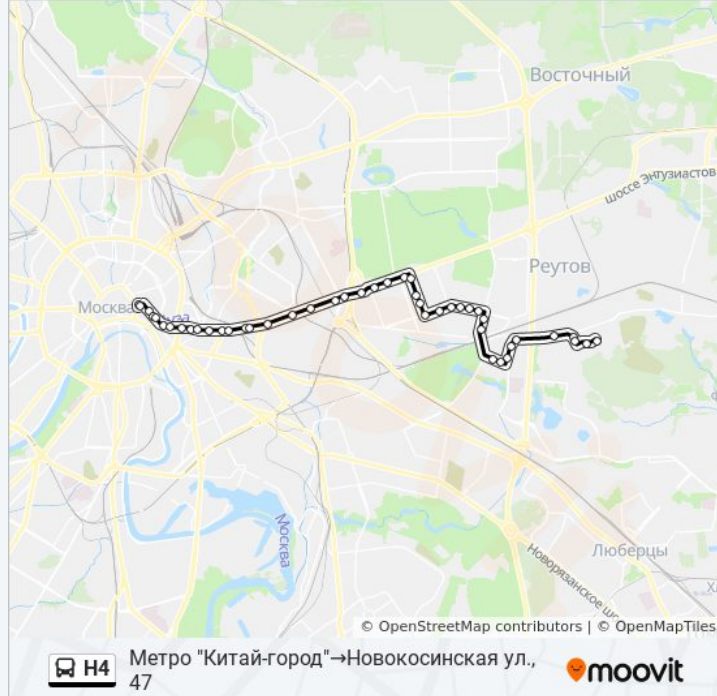 Восточный
шоссе Энтузиастов
Реутов
Москва
Москва
Люберцы
Новорязанское шо
© OpenStreetMap contributors | © OpenMapTiles
H4 Метро "Китай-город"→Новокосинская ул.,
47
moovit